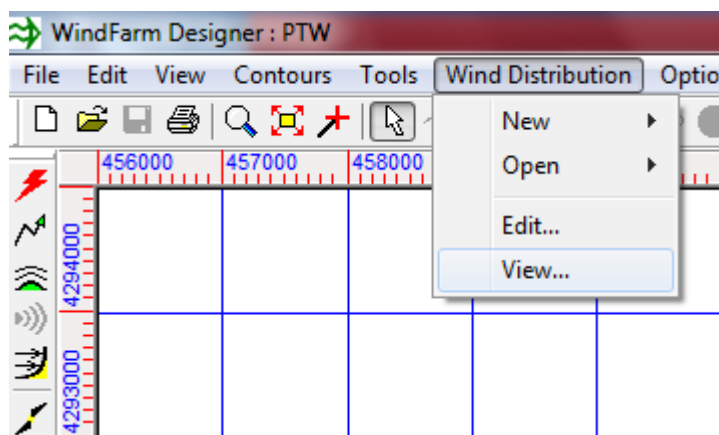 WindFarm Designer : PTW
File Edit View Contours Tools Wind Distribution Optio
New
Open
Edit...
View...
456000 457000 458000
4294000
4293000